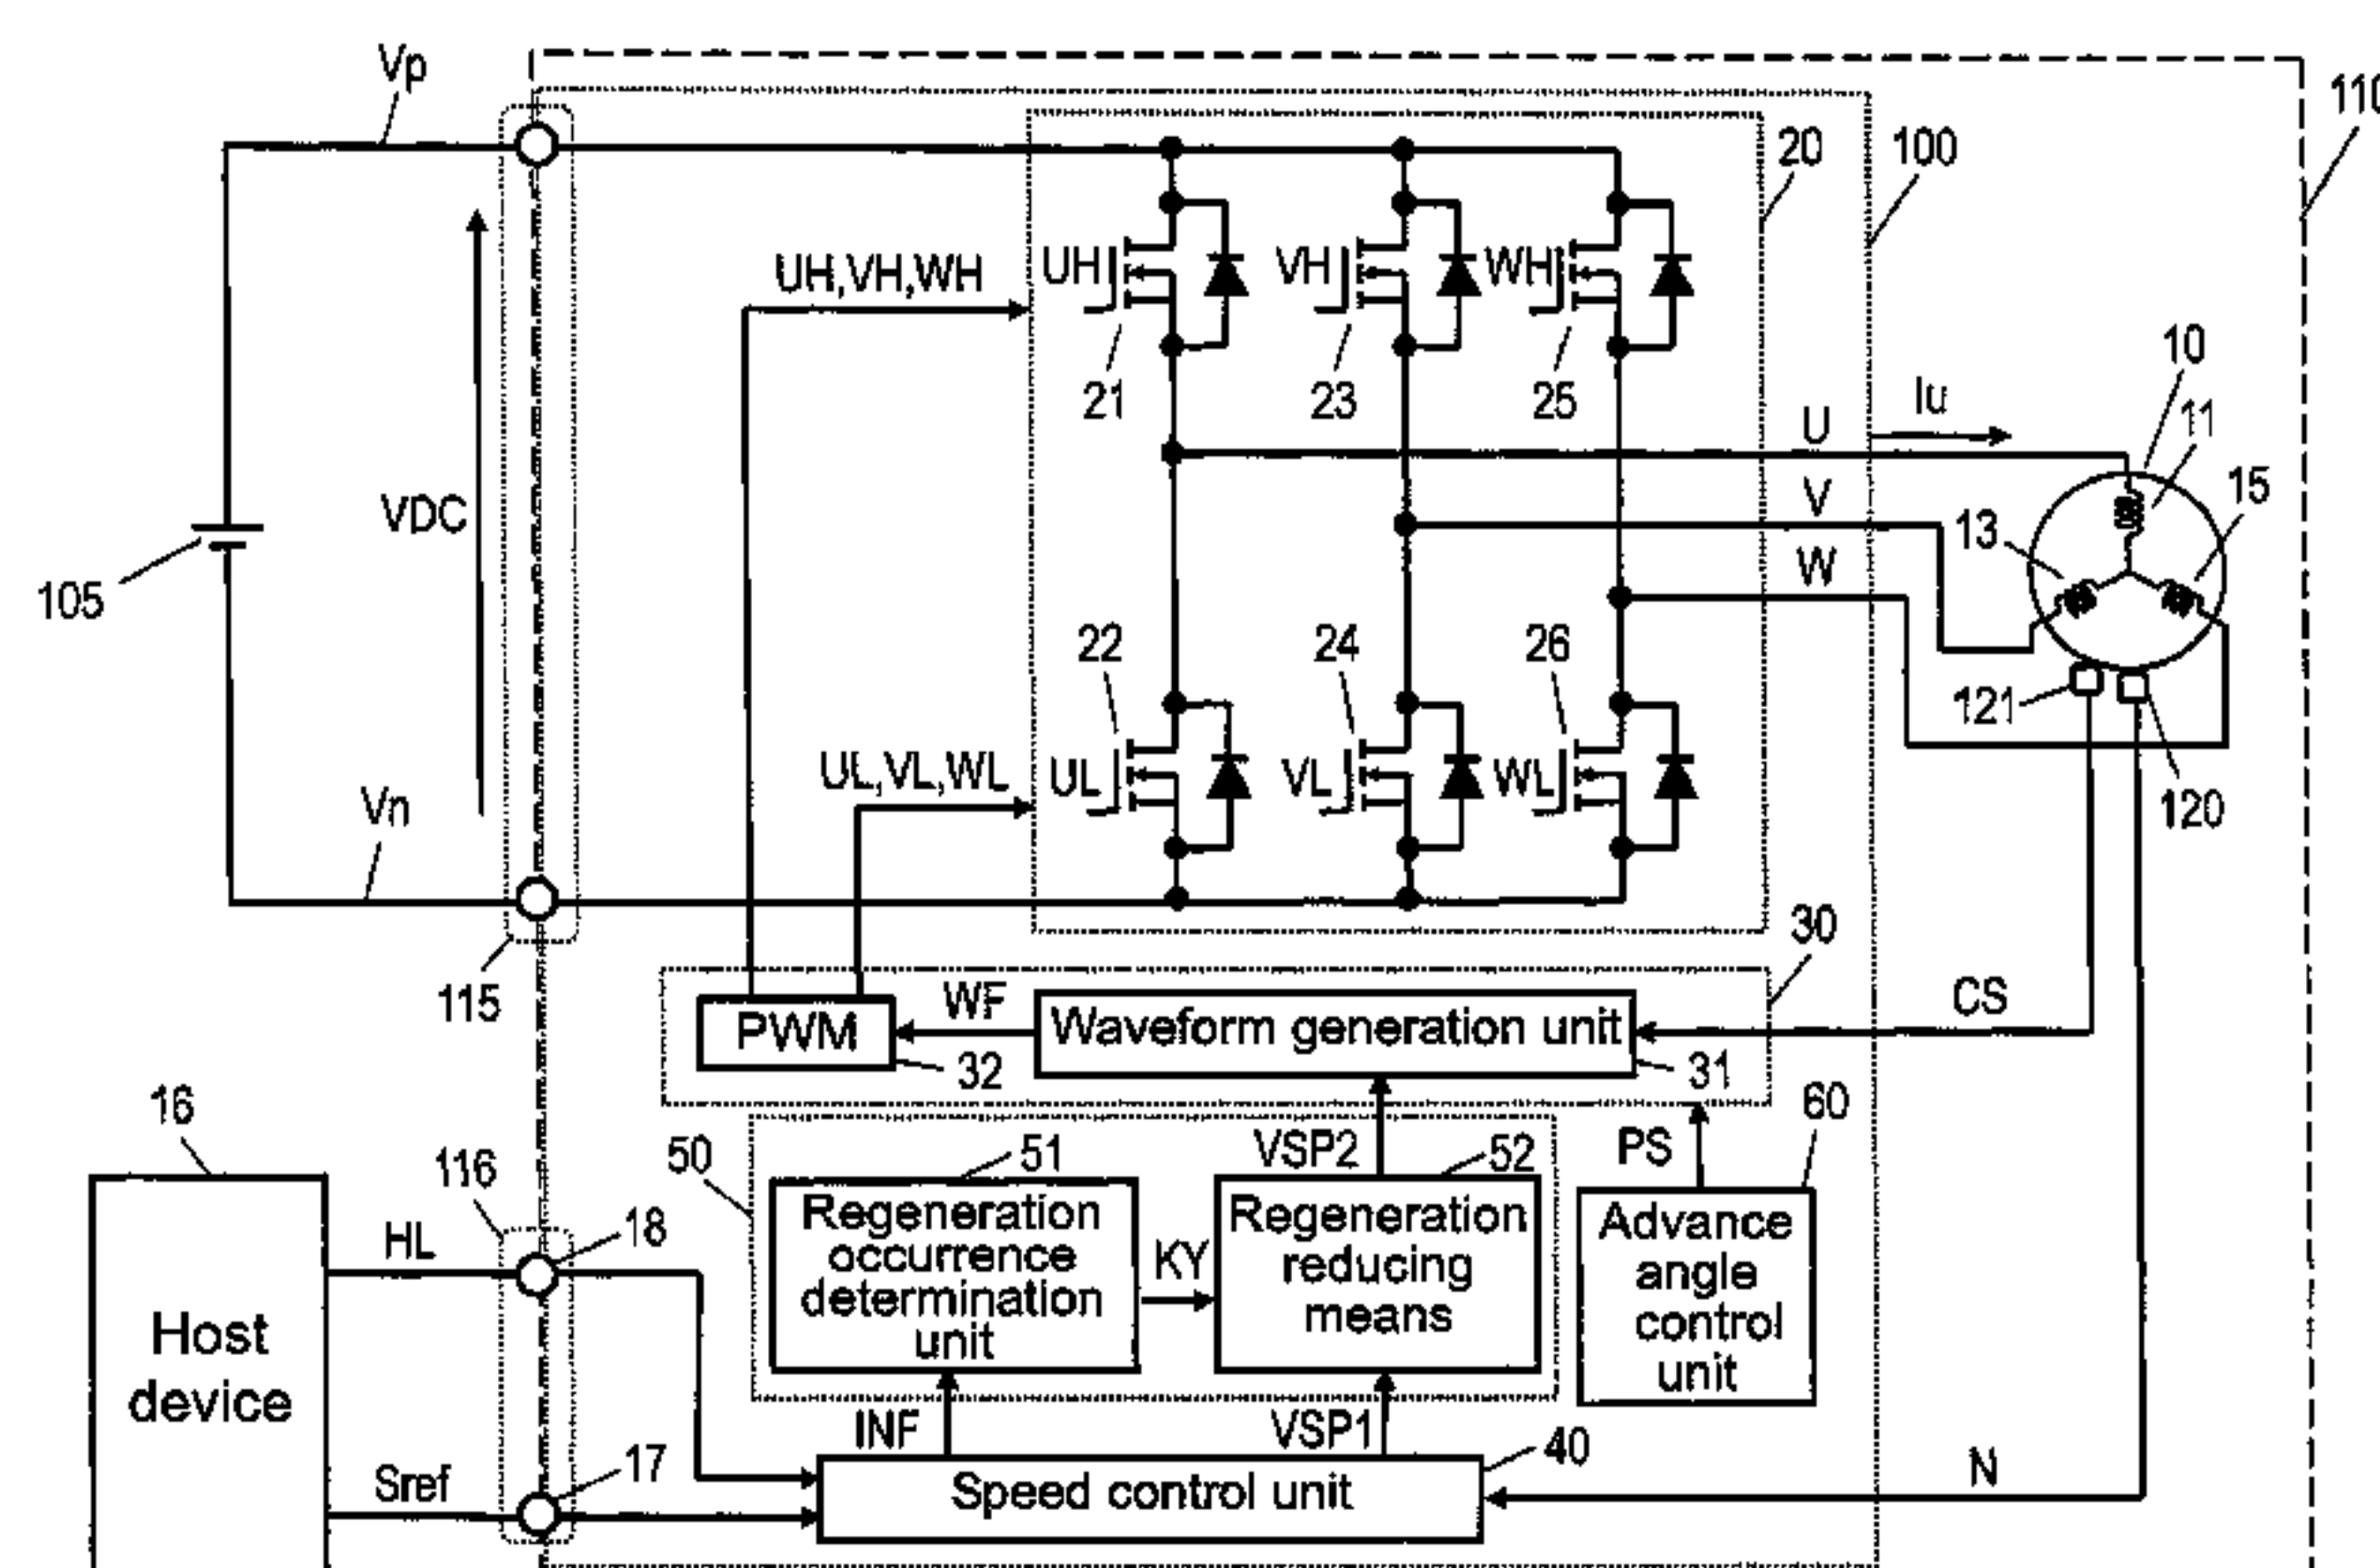 Vp
110
20
100
UH,VH,WH
UH
VH
WH
21
23
25
10
Iu
11
U
V
W
13
15
VDC
105
22
24
26
121
120
UL,VL,WL
UL
VL
WL
Vn
115
30
CS
PWM
WF
Waveform generation unit
32
31
16
60
116
50
51
VSP2
52
PS
18
HL
Regeneration
occurrence
determination
unit
KY
Regeneration
reducing
means
Advance
angle
control
unit
Host
device
INF
VSP1
40
17
Sref
Speed control unit
N